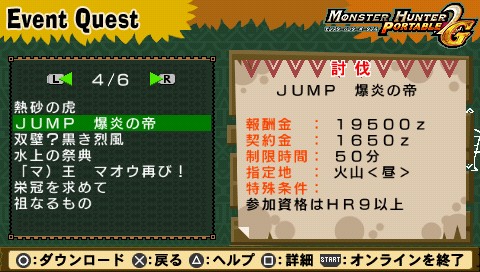 Event Quest
MONSTER HUNTER
PORTABLE 2nd G
L 4/6 R
熱砂の虎
ＪＵＭＰ　爆炎の帝
双璧？黒き烈風
水上の祭典
「マ）王　マオウ再び！
栄冠を求めて
祖なるもの
討伐
ＪＵＭＰ　爆炎の帝
報酬金　：　１９５００ｚ
契約金　：　１６５０ｚ
制限時間：　５０分
指定地　：　火山＜昼＞
特殊条件：
参加資格はＨＲ９以上
◯:ダウンロード ✕:戻る △:ヘルプ □:詳細 START:オンラインを終了